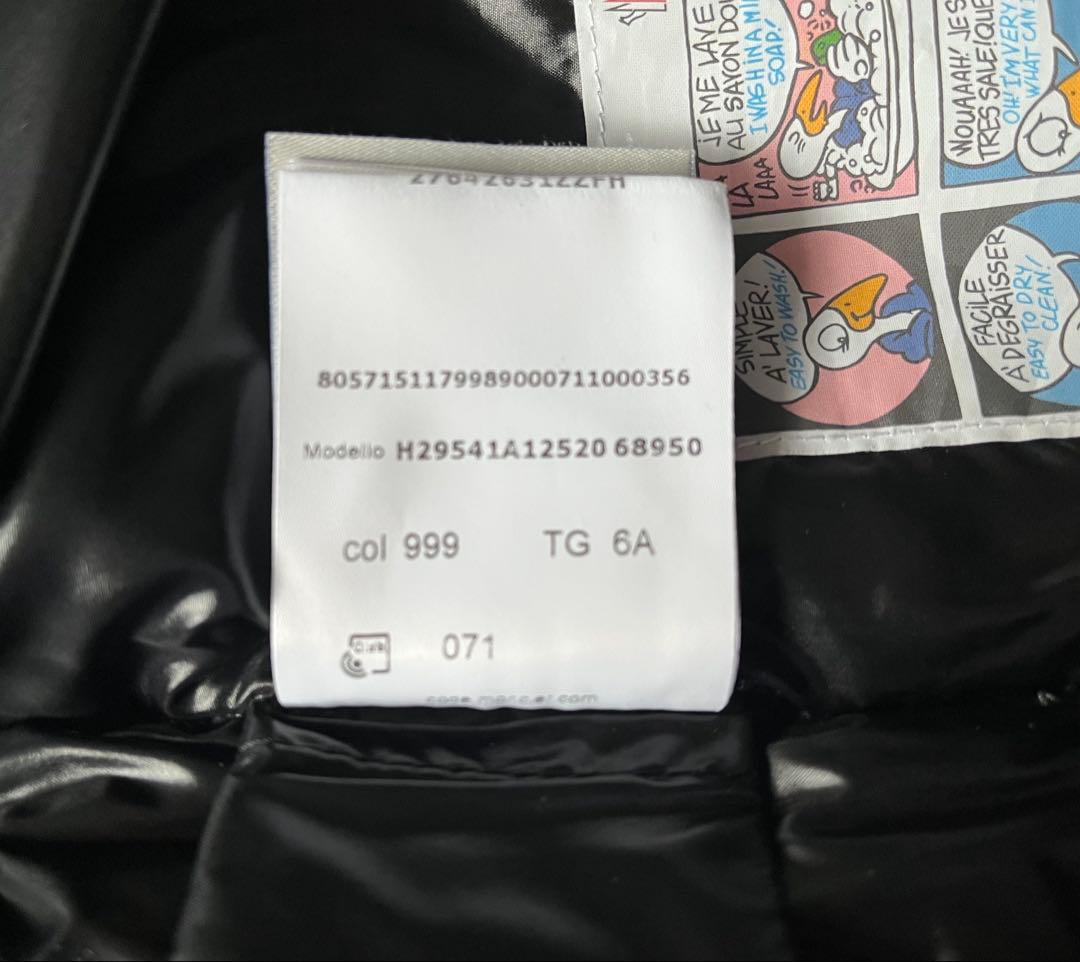 8057151179989000711000356
Modello H29541A12520 68950
col 999 TG 6A
071
JE ME LAVE
AU SAVON DOU
I WASH IN A MI
SOAP!
LA
LAAA
WOUAAAH! JE S
TRES SALE! QUE
OH! I'M VERY
WHAT CAN
SIMPLE
A' LAVER!
EASY TO WASH!
FACILE
A' DEGRAISSER
EASY TO DRY
CLEAN!